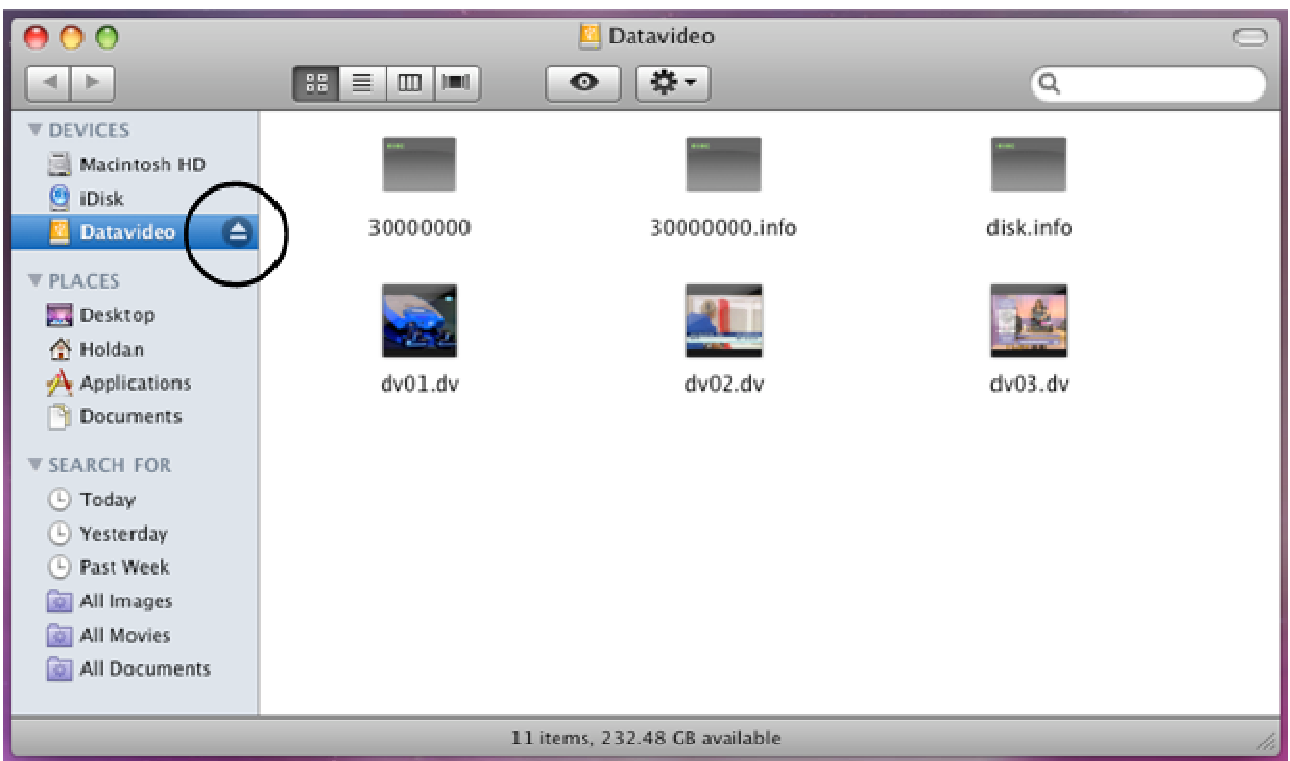 Datavideo
DEVICES
Macintosh HD
iDisk
Datavideo
PLACES
Desktop
Holdan
Applications
Documents
SEARCH FOR
Today
Yesterday
Past Week
All Images
All Movies
All Documents
30000000
30000000.info
disk.info
dv01.dv
dv02.dv
dv03.dv
11 items, 232.48 GB available